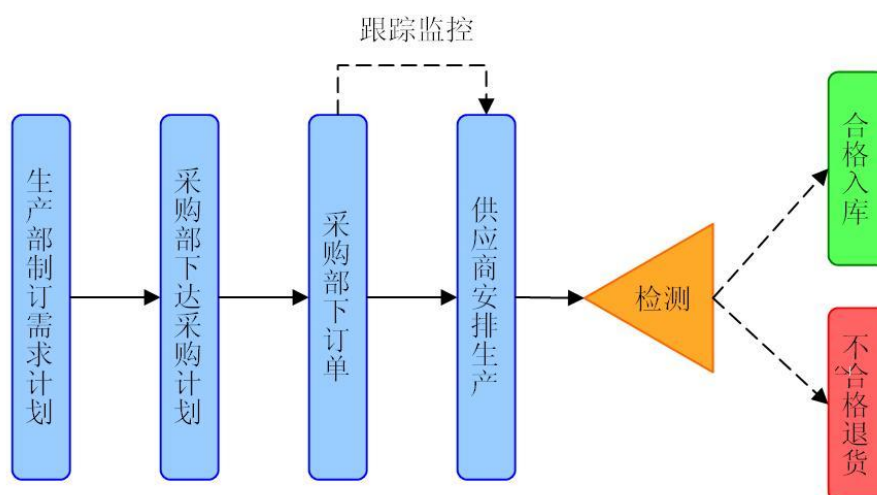 跟踪监控
生产部制订需求计划
采购部下达采购计划
采购部下订单
供应商安排生产
检测
合格入库
不合格退货